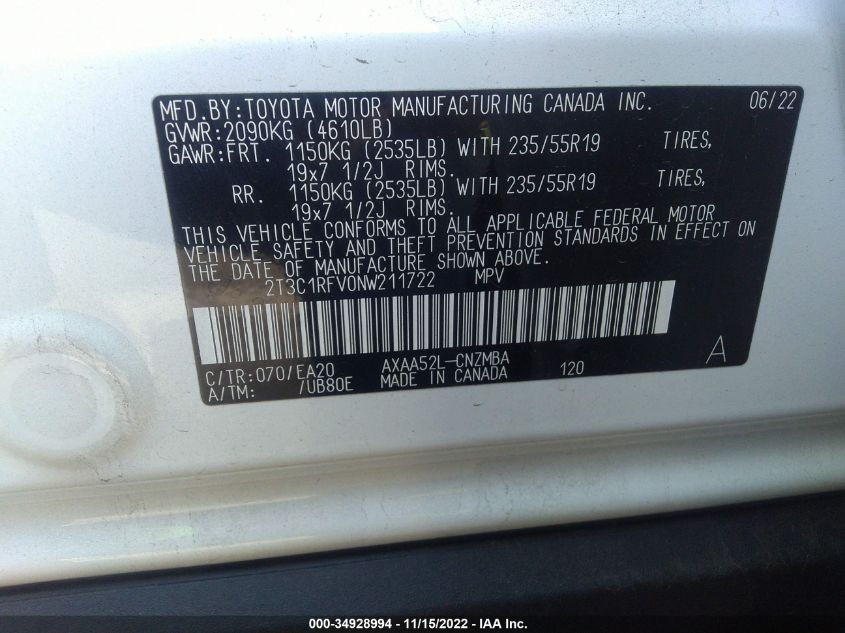 MFD.BY:TOYOTA MOTOR MANUFACTURING CANADA INC. 06/22
GVWR:2090KG (4610LB)
GAWR:FRT. 1150KG (2535LB) WITH 235/55R19 TIRES,
19x7 1/2J RIMS.
RR. 1150KG (2535LB) WITH 235/55R19 TIRES,
19x7 1/2J RIMS.
THIS VEHICLE CONFORMS TO ALL APPLICABLE FEDERAL MOTOR
VEHICLE SAFETY AND THEFT PREVENTION STANDARDS IN EFFECT ON
THE DATE OF MANUFACTURE SHOWN ABOVE.
2T3C1RFV0NW211722 MPV
C/TR:070/EA20 AXAA52L-CNZMBA 120 A
A/TM: /UB80E MADE IN CANADA
000-34928994 - 11/15/2022 - IAA Inc.